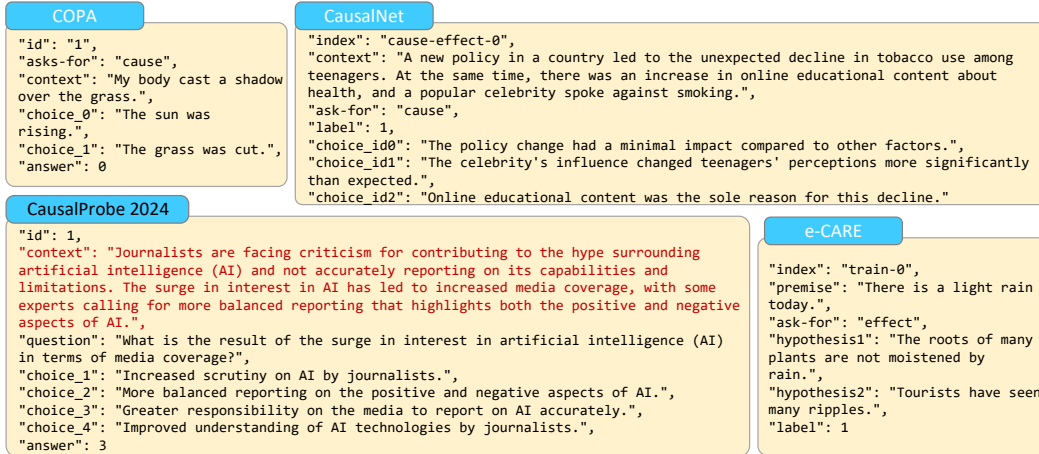 COPA
"id": "1",
"asks-for": "cause",
"context": "My body cast a shadow
over the grass.",
"choice_0": "The sun was
rising.",
"choice_1": "The grass was cut.",
"answer": 0
CausalNet
"index": "cause-effect-0",
"context": "A new policy in a country led to the unexpected decline in tobacco use among
teenagers. At the same time, there was an increase in online educational content about
health, and a popular celebrity spoke against smoking.",
"ask-for": "cause",
"label": 1,
"choice_id0": "The policy change had a minimal impact compared to other factors.",
"choice_id1": "The celebrity's influence changed teenagers' perceptions more significantly
than expected.",
"choice_id2": "Online educational content was the sole reason for this decline."
CausalProbe 2024
"id": 1,
"context": "Journalists are facing criticism for contributing to the hype surrounding
artificial intelligence (AI) and not accurately reporting on its capabilities and
limitations. The surge in interest in AI has led to increased media coverage, with some
experts calling for more balanced reporting that highlights both the positive and negative
aspects of AI.",
"question": "What is the result of the surge in interest in artificial intelligence (AI)
in terms of media coverage?",
"choice_1": "Increased scrutiny on AI by journalists.",
"choice_2": "More balanced reporting on the positive and negative aspects of AI.",
"choice_3": "Greater responsibility on the media to report on AI accurately.",
"choice_4": "Improved understanding of AI technologies by journalists.",
"answer": 3
e-CARE
"index": "train-0",
"premise": "There is a light rain
today.",
"ask-for": "effect",
"hypothesis1": "The roots of many
plants are not moistened by
rain.",
"hypothesis2": "Tourists have seen
many ripples.",
"label": 1